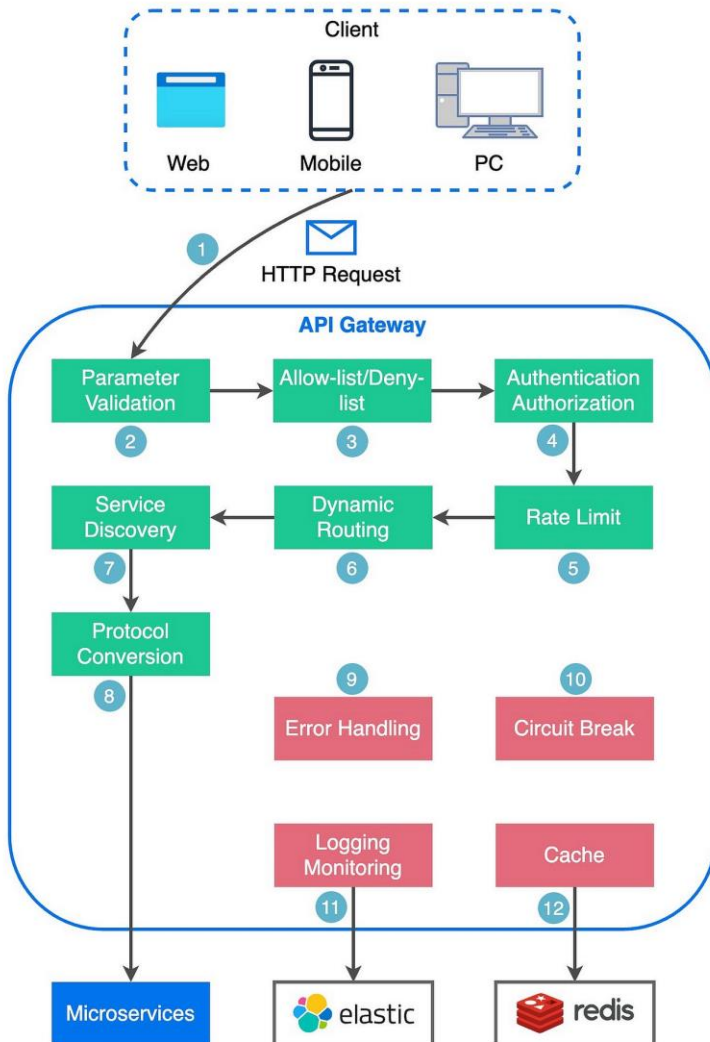 Client
Web
Mobile
PC
1
HTTP Request
API Gateway
Parameter
Validation
Allow-list/Deny-
list
Authentication
Authorization
2
3
4
Service
Discovery
Dynamic
Routing
Rate Limit
7
6
5
Protocol
Conversion
8
9
10
Error Handling
Circuit Break
Logging
Monitoring
Cache
11
12
Microservices
elastic
redis